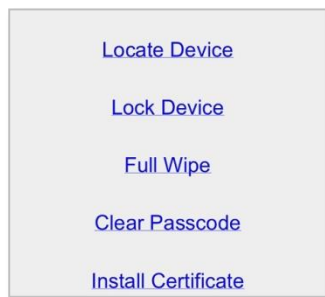 Locate Device
Lock Device
Full Wipe
Clear Passcode
Install Certificate